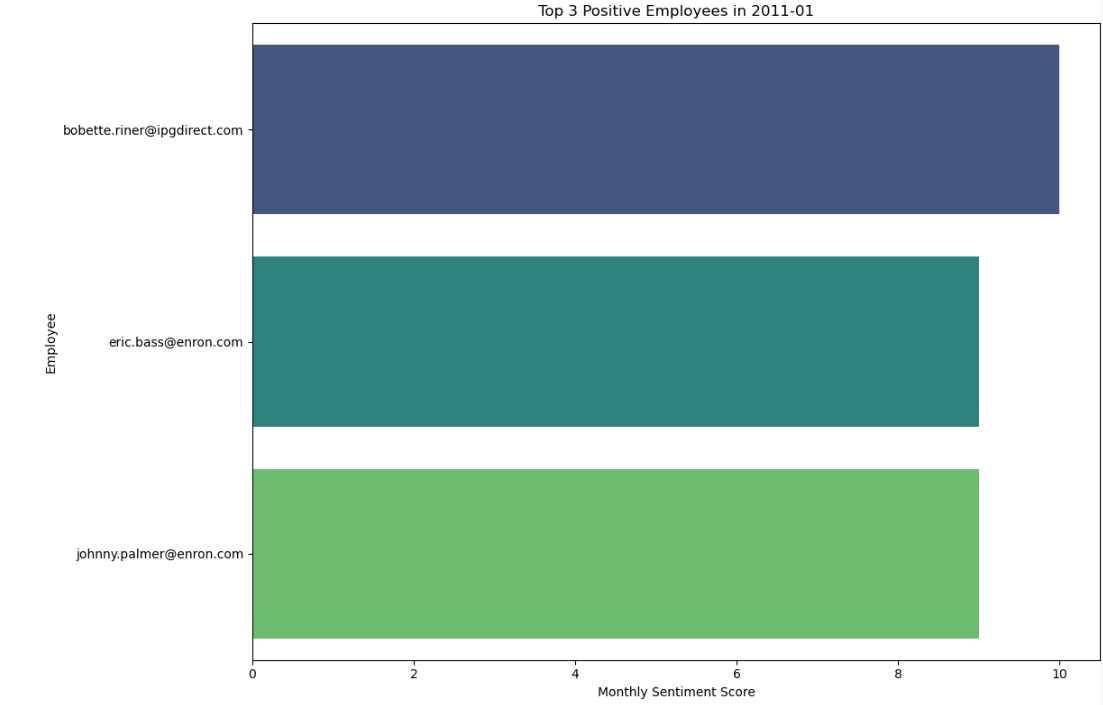 Top 3 Positive Employees in 2011-01
bobette.riner@ipgdirect.com
eric.bass@enron.com
johnny.palmer@enron.com
Employee
0 2 4 6 8 10
Monthly Sentiment Score